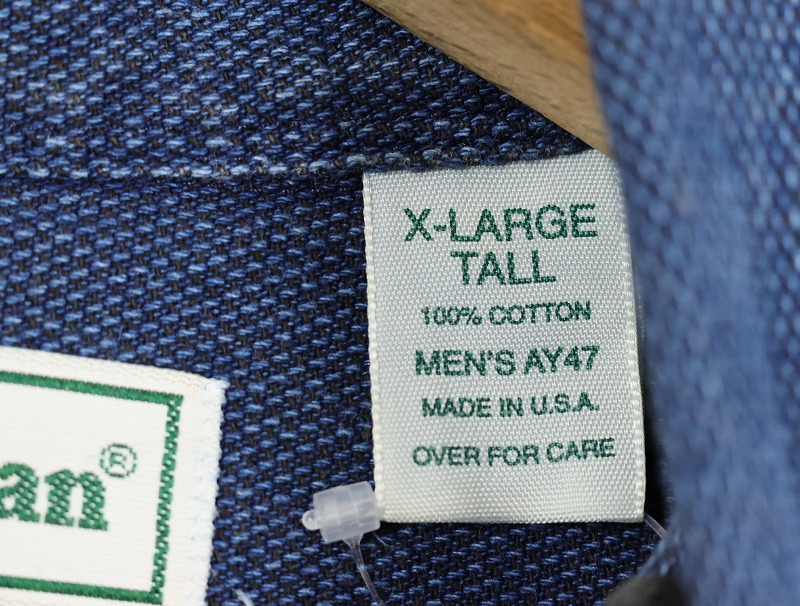 X-LARGE
TALL
100% COTTON
MEN'S AY47
MADE IN U.S.A.
OVER FOR CARE
an®